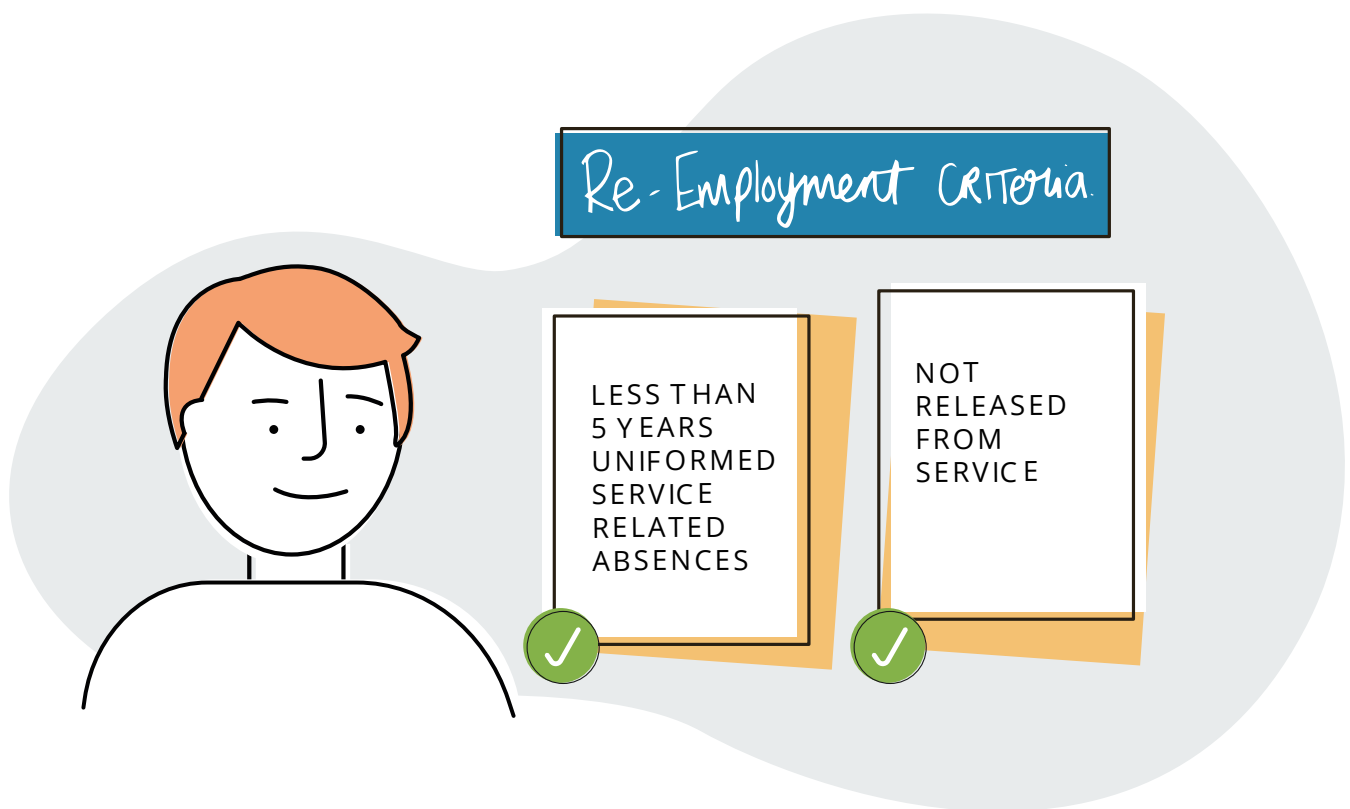 Re-Employment CRITeria.
LESS THAN
5 YEARS
UNIFORMED
SERVICE
RELATED
ABSENCES
NOT
RELEASED
FROM
SERVICE